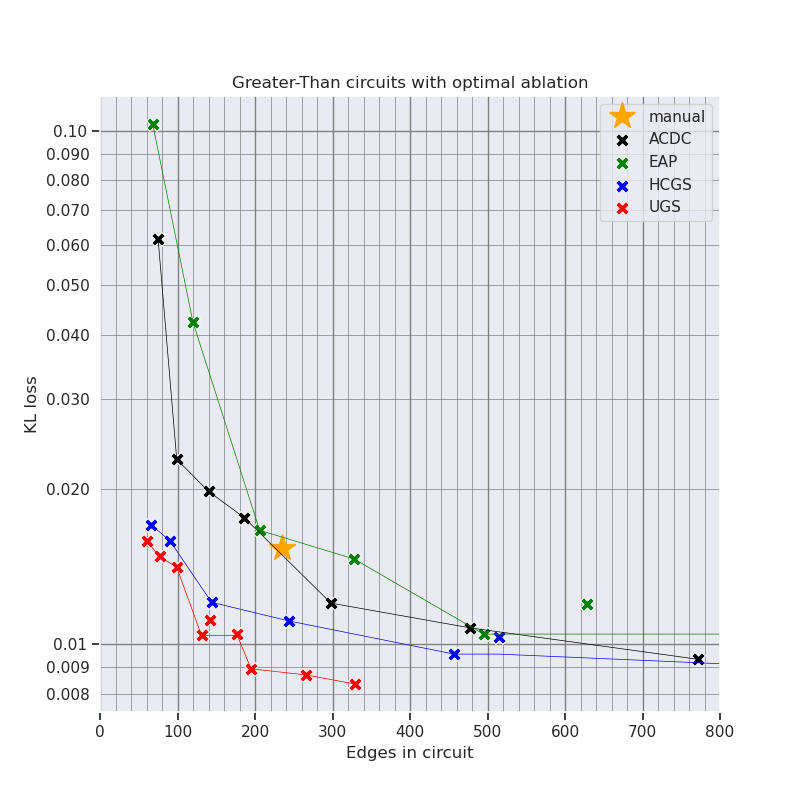 Greater-Than circuits with optimal ablation
manual
ACDC
EAP
HCGS
UGS
0.10
0.090
0.080
0.070
0.060
0.050
0.040
0.030
0.020
0.01
0.009
0.008
KL loss
0 100 200 300 400 500 600 700 800
Edges in circuit